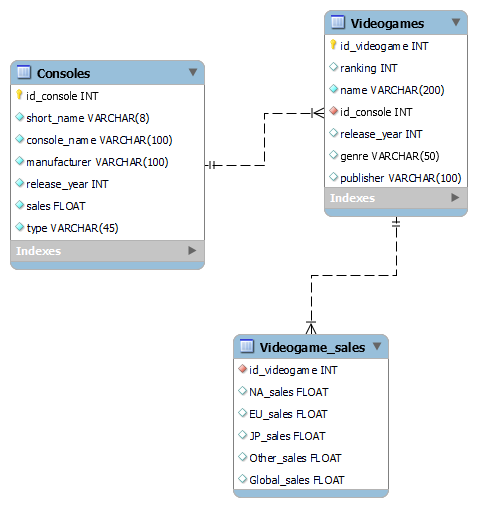 Consoles
id_console INT
short_name VARCHAR(8)
console_name VARCHAR(100)
manufacturer VARCHAR(100)
release_year INT
sales FLOAT
type VARCHAR(45)
Indexes
Videogames
id_videogame INT
ranking INT
name VARCHAR(200)
id_console INT
release_year INT
genre VARCHAR(50)
publisher VARCHAR(100)
Indexes
Videogame_sales
id_videogame INT
NA_sales FLOAT
EU_sales FLOAT
JP_sales FLOAT
Other_sales FLOAT
Global_sales FLOAT